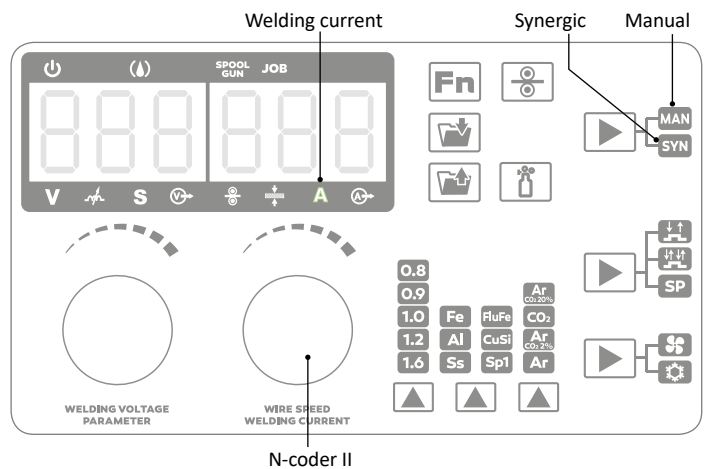 Welding current
Synergic
Manual
SPOOL
GUN
JOB
Fn
MAN
SYN
V
S
V
A
A
SP
0.8
0.9
1.0
1.2
1.6
Fe
Al
Ss
FluFe
CuSi
Sp1
Ar
CO₂ 20%
CO₂
Ar
CO₂ 2%
Ar
WELDING VOLTAGE
PARAMETER
WIRE SPEED
WELDING CURRENT
N-coder II